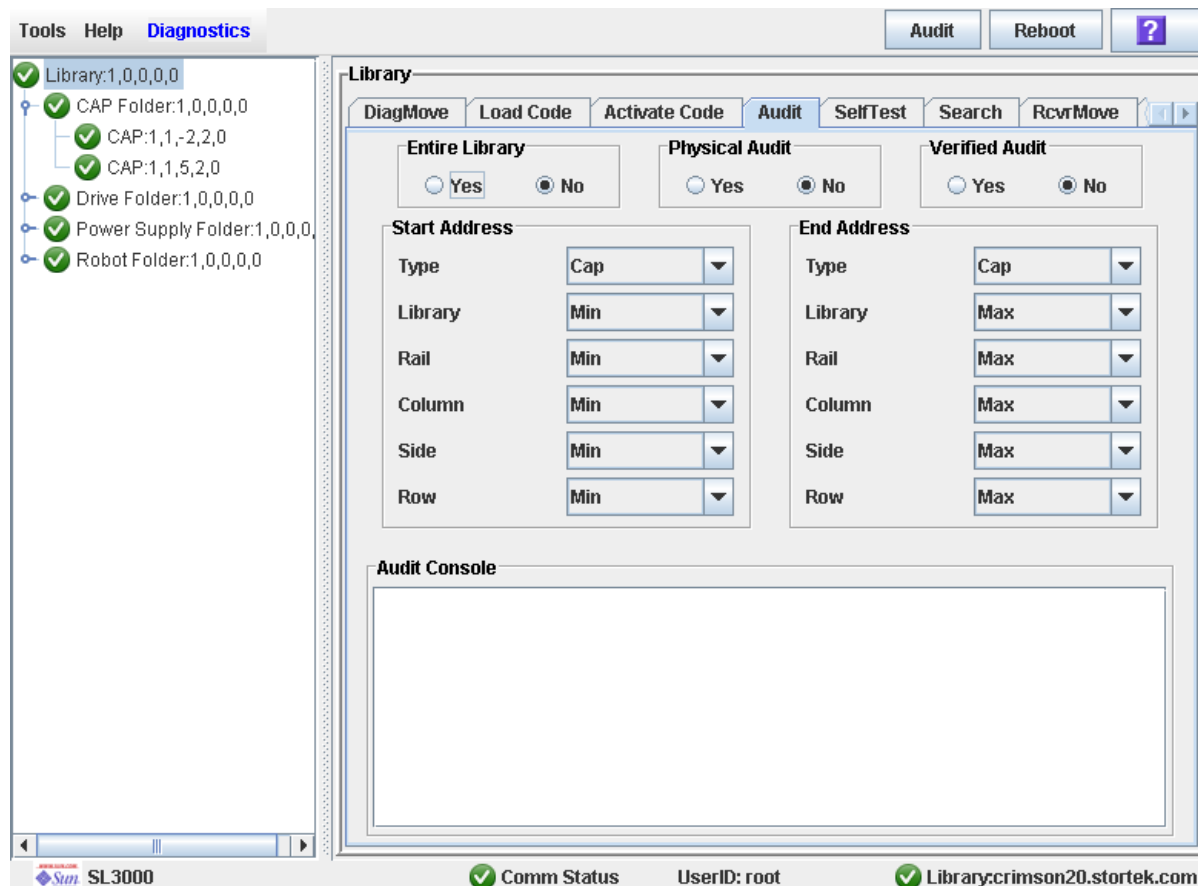 Tools Help Diagnostics
Audit Reboot ?
Library:1,0,0,0,0
CAP Folder:1,0,0,0,0
CAP:1,1,-2,2,0
CAP:1,1,5,2,0
Drive Folder:1,0,0,0,0
Power Supply Folder:1,0,0,0,
Robot Folder:1,0,0,0,0
Library
DiagMove Load Code Activate Code Audit SelfTest Search RcvrMove
Entire Library Physical Audit Verified Audit
Yes No Yes No Yes No
Start Address End Address
Type Cap Type Cap
Library Min Library Max
Rail Min Rail Max
Column Min Column Max
Side Min Side Max
Row Min Row Max
Audit Console
Sun SL3000 Comm Status UserID: root Library:crimson20.stortek.com